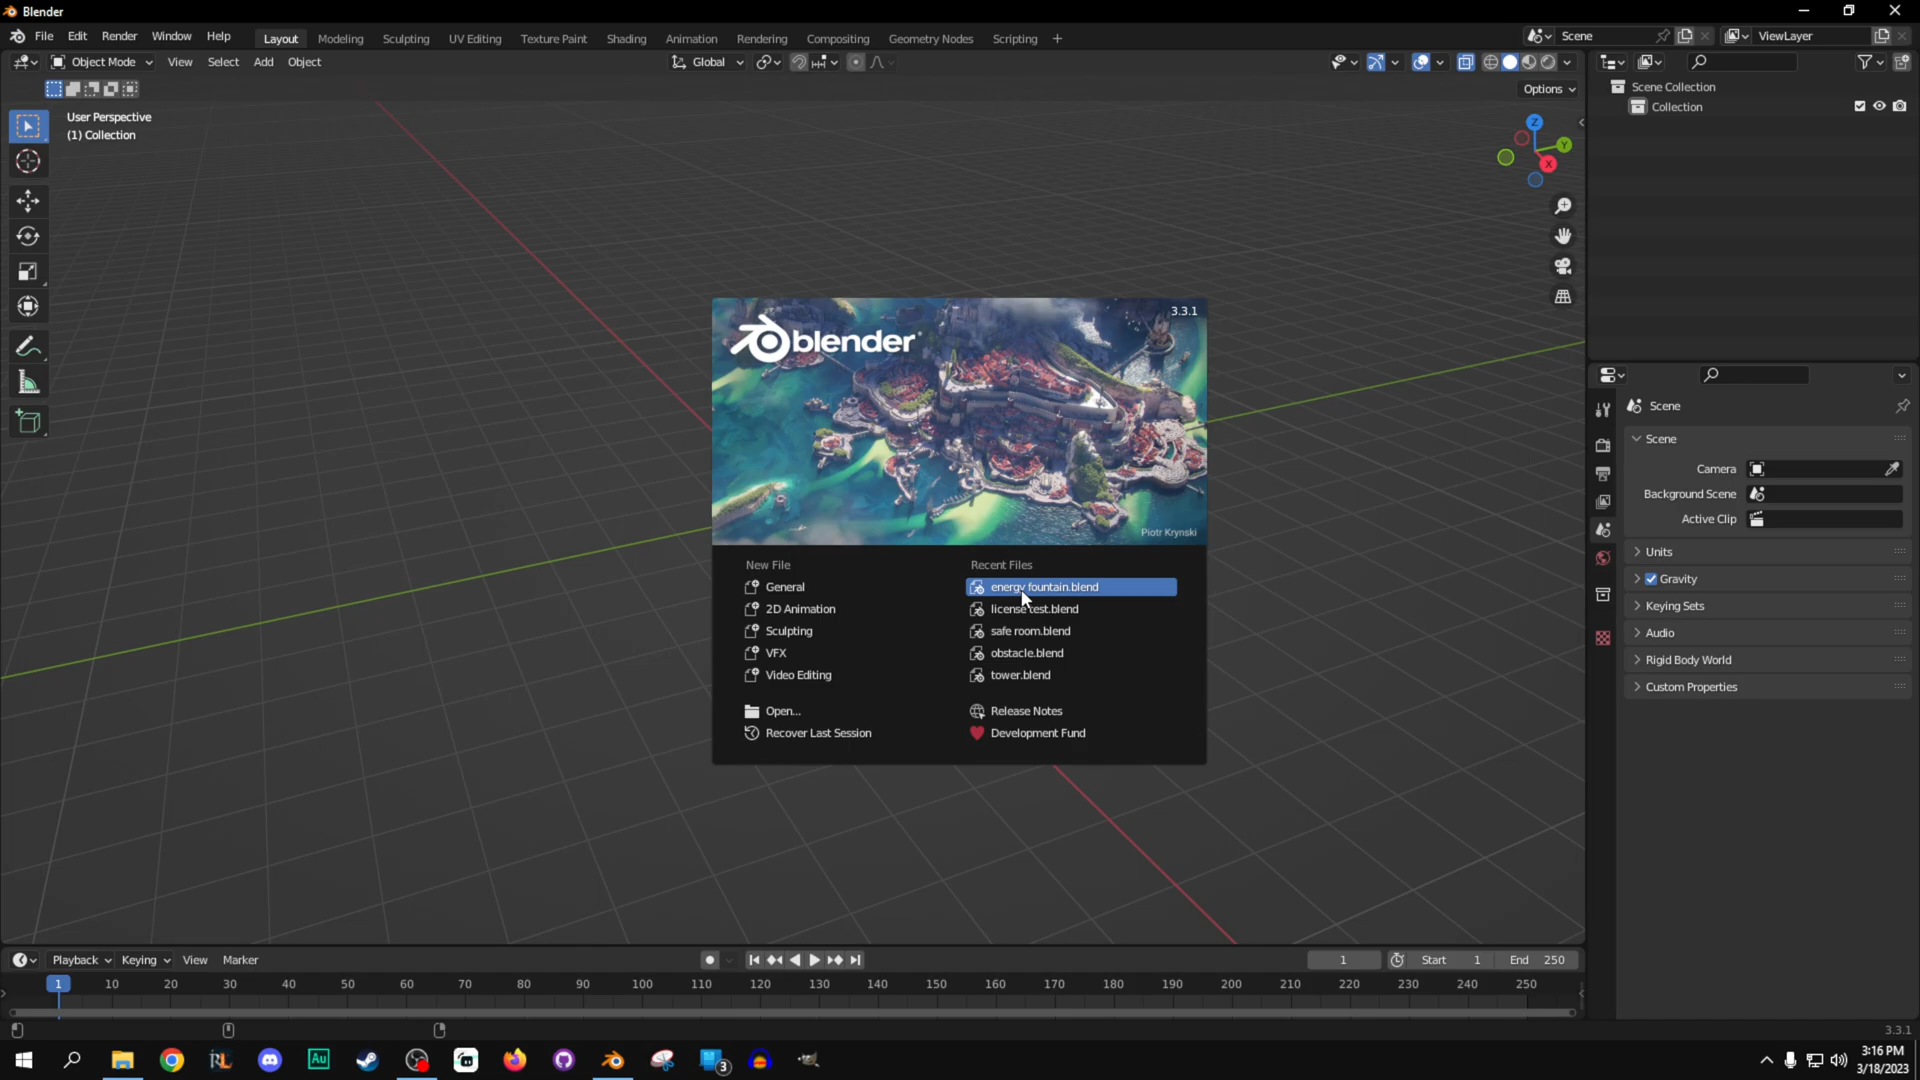 Blender
File Edit Render Window Help
Layout Modeling Sculpting UV Editing Texture Paint Shading Animation Rendering Compositing Geometry Nodes Scripting +
Scene
ViewLayer
Object Mode View Select Add Object
Global
Options
User Perspective
(1) Collection
Z
Y
X
Scene Collection
Collection
blender
3.3.1
Piotr Krynski
New File
General
2D Animation
Sculpting
VFX
Video Editing
Open...
Recover Last Session
Recent Files
energy fountain.blend
license test.blend
safe room.blend
obstacle.blend
tower.blend
Release Notes
Development Fund
Scene
Scene
Camera
Background Scene
Active Clip
Units
Gravity
Keying Sets
Audio
Rigid Body World
Custom Properties
Playback Keying View Marker
1
Start 1 End 250
1 10 20 30 40 50 60 70 80 90 100 110 120 130 140 150 160 170 180 190 200 210 220 230 240 250
3.3.1
RL
Au
3
3:16 PM
3/18/2023